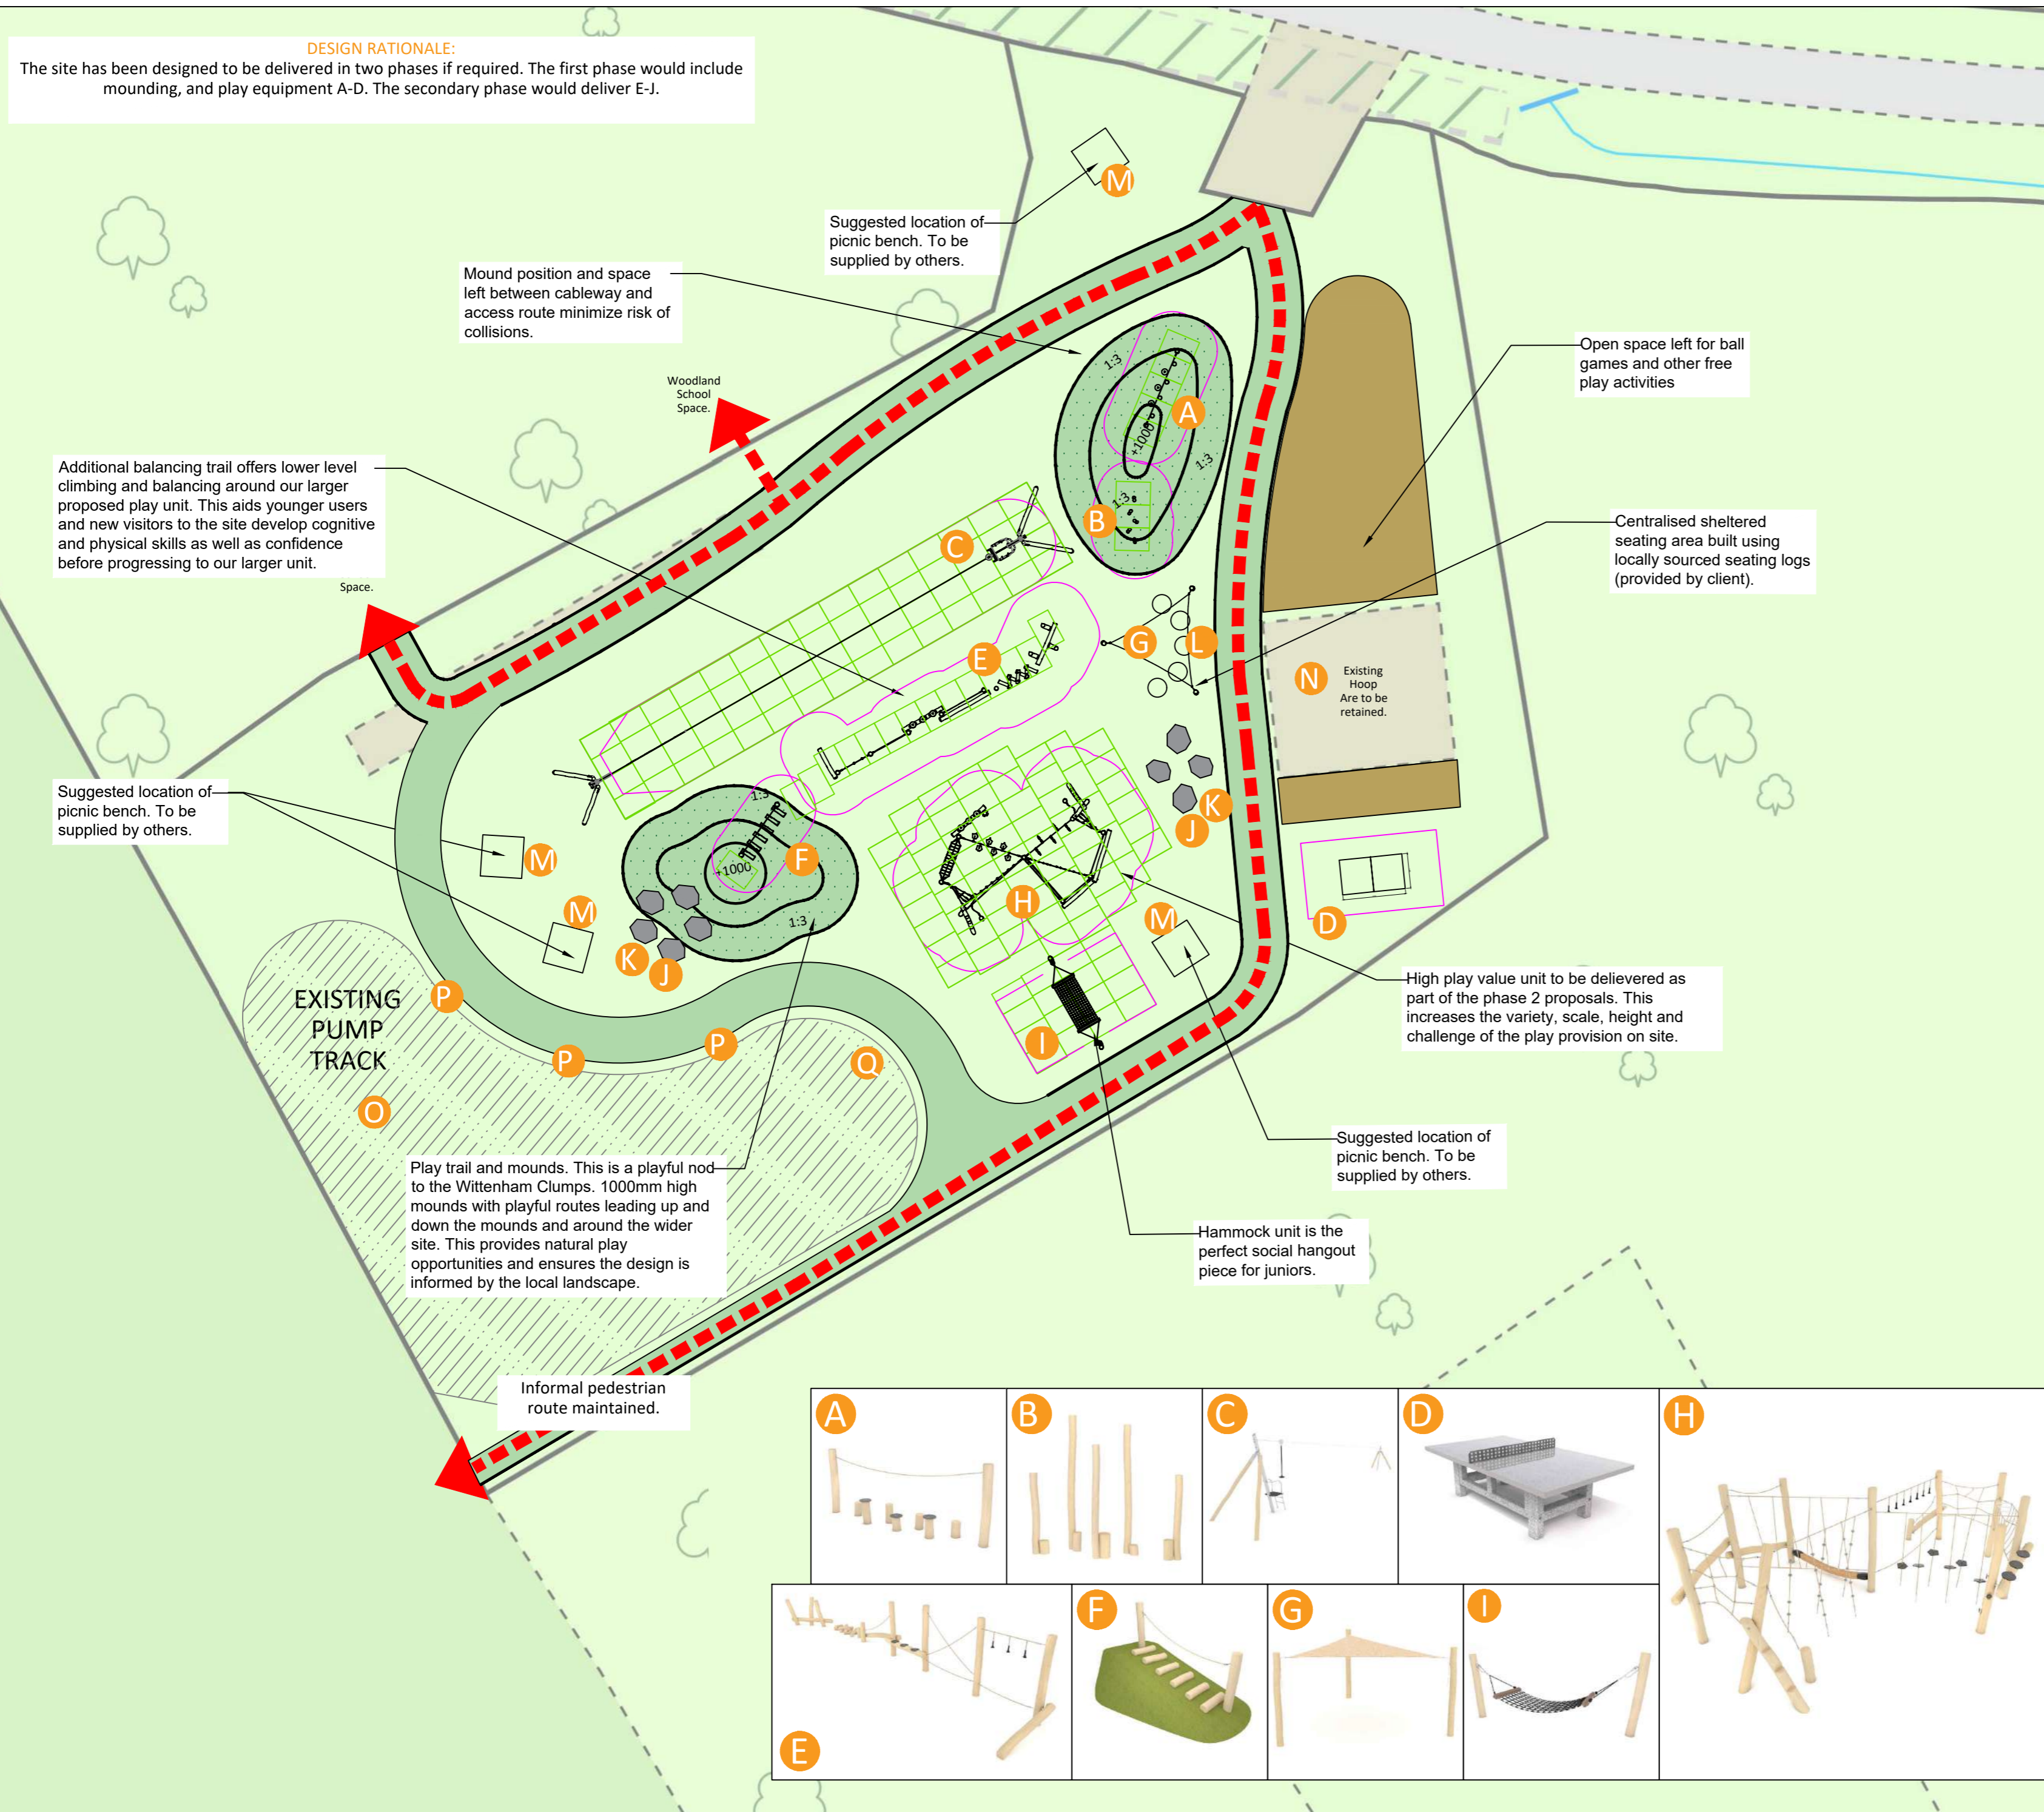 DESIGN RATIONALE:
The site has been designed to be delivered in two phases if required. The first phase would include
mounding, and play equipment A-D. The secondary phase would deliver E-J.
M
Suggested location of
picnic bench. To be
supplied by others.
Mound position and space
left between cableway and
access route minimize risk of
collisions.
Open space left for ball
games and other free
play activities
1:3
A
+1000
1:3
1:3
B
Woodland
School
Space.
Additional balancing trail offers lower level
climbing and balancing around our larger
proposed play unit. This aids younger users
and new visitors to the site develop cognitive
and physical skills as well as confidence
before progressing to our larger unit.
Space.
C
Centralised sheltered
seating area built using
locally sourced seating logs
(provided by client).
E
G
L
N
Existing
Hoop
Are to be
retained.
Suggested location of
picnic bench. To be
supplied by others.
1:3
K
J
M
F
+1000
1:3
H
M
M
D
K
J
High play value unit to be delievered as
part of the phase 2 proposals. This
increases the variety, scale, height and
challenge of the play provision on site.
EXISTING
PUMP
TRACK
P
P
P
Q
I
O
Suggested location of
picnic bench. To be
supplied by others.
Play trail and mounds. This is a playful nod
to the Wittenham Clumps. 1000mm high
mounds with playful routes leading up and
down the mounds and around the wider
site. This provides natural play
opportunities and ensures the design is
informed by the local landscape.
Hammock unit is the
perfect social hangout
piece for juniors.
Informal pedestrian
route maintained.
A
B
C
D
H
E
F
G
I